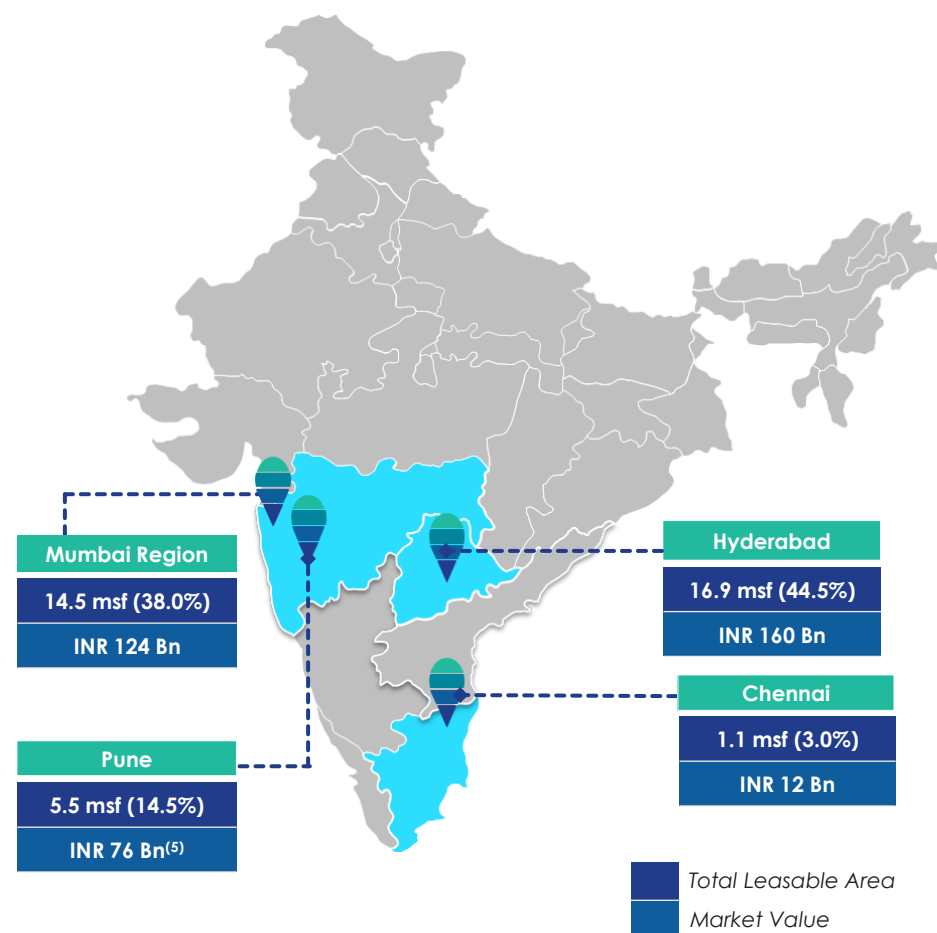 Mumbai Region
14.5 msf (38.0%)
INR 124 Bn
Pune
5.5 msf (14.5%)
INR 76 Bn(5)
Hyderabad
16.9 msf (44.5%)
INR 160 Bn
Chennai
1.1 msf (3.0%)
INR 12 Bn
Total Leasable Area
Market Value